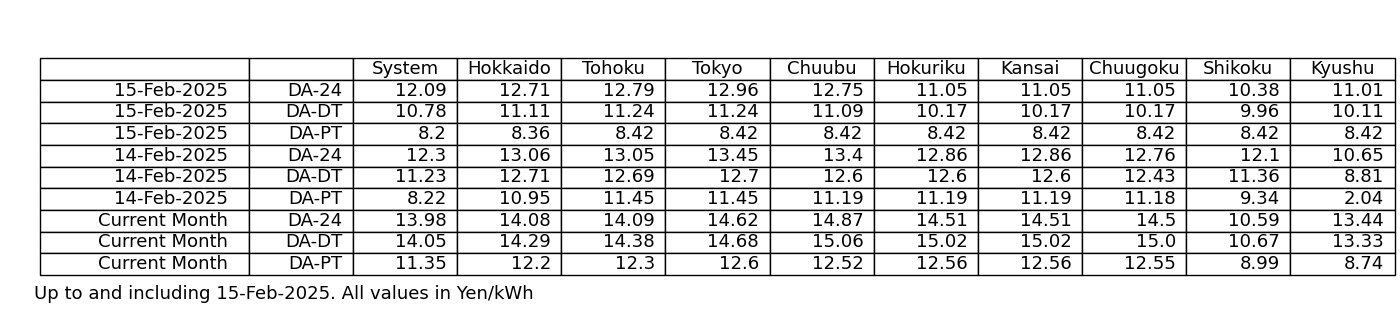 System Hokkaido Tohoku Tokyo Chuubu Hokuriku Kansai Chuugoku Shikoku Kyushu
15-Feb-2025 DA-24 12.09 12.71 12.79 12.96 12.75 11.05 11.05 11.05 10.38 11.01
15-Feb-2025 DA-DT 10.78 11.11 11.24 11.24 11.09 10.17 10.17 10.17 9.96 10.11
15-Feb-2025 DA-PT 8.2 8.36 8.42 8.42 8.42 8.42 8.42 8.42 8.42 8.42
14-Feb-2025 DA-24 12.3 13.06 13.05 13.45 13.4 12.86 12.86 12.76 12.1 10.65
14-Feb-2025 DA-DT 11.23 12.71 12.69 12.7 12.6 12.6 12.6 12.43 11.36 8.81
14-Feb-2025 DA-PT 8.22 10.95 11.45 11.45 11.19 11.19 11.19 11.18 9.34 2.04
Current Month DA-24 13.98 14.08 14.09 14.62 14.87 14.51 14.51 14.5 10.59 13.44
Current Month DA-DT 14.05 14.29 14.38 14.68 15.06 15.02 15.02 15.0 10.67 13.33
Current Month DA-PT 11.35 12.2 12.3 12.6 12.52 12.56 12.56 12.55 8.99 8.74
Up to and including 15-Feb-2025. All values in Yen/kWh